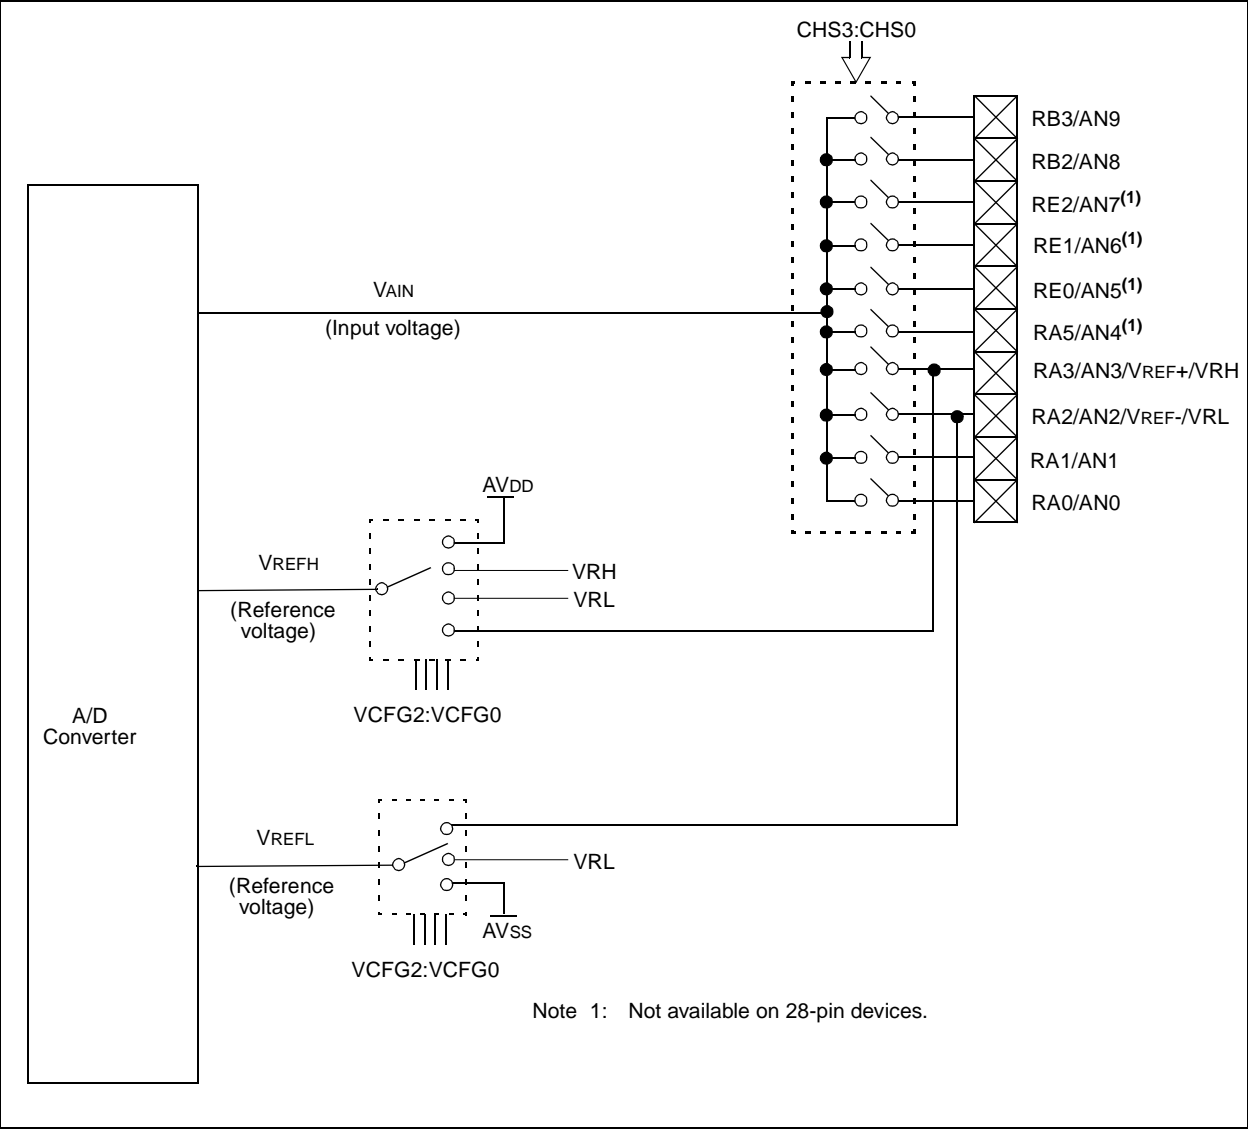 CHS3:CHS0
RB3/AN9
RB2/AN8
RE2/AN7(1)
RE1/AN6(1)
VAIN
RE0/AN5(1)
(Input voltage)
RA5/AN4(1)
RA3/AN3/VREF+/VRH
RA2/AN2/VREF-/VRL
RA1/AN1
RA0/AN0
AVDD
VREFH
VRH
(Reference
voltage)
VRL
VCFG2:VCFG0
A/D
Converter
VREFL
VRL
(Reference
voltage)
AVSS
VCFG2:VCFG0
Note 1: Not available on 28-pin devices.